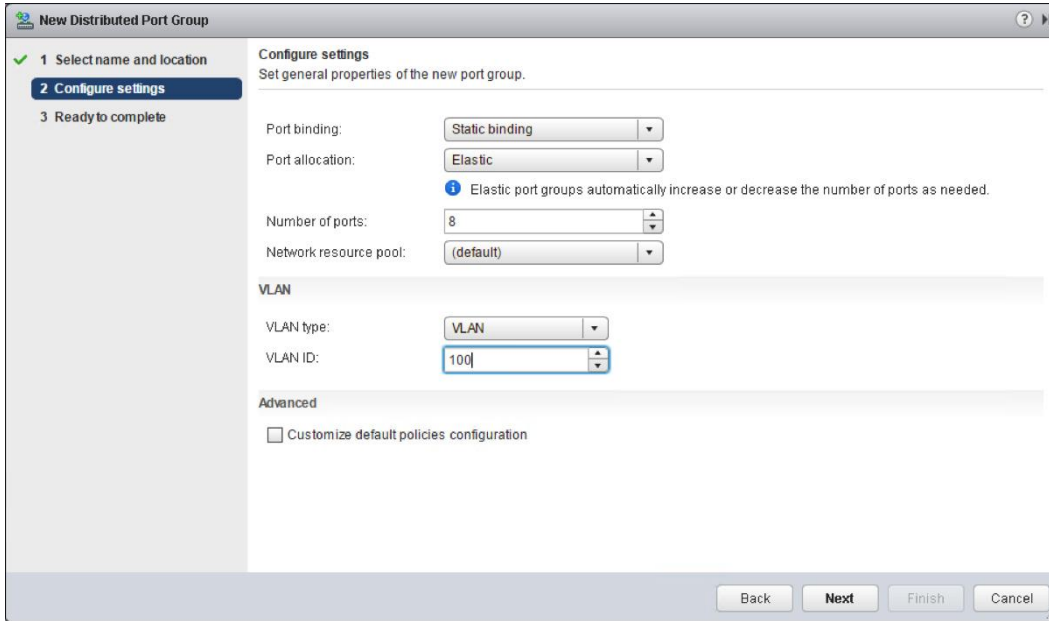 New Distributed Port Group
?
1 Select name and location
2 Configure settings
3 Ready to complete
Configure settings
Set general properties of the new port group.
Port binding: Static binding
Port allocation: Elastic
Elastic port groups automatically increase or decrease the number of ports as needed.
Number of ports: 8
Network resource pool: (default)
VLAN
VLAN type: VLAN
VLAN ID: 100
Advanced
Customize default policies configuration
Back Next Finish Cancel